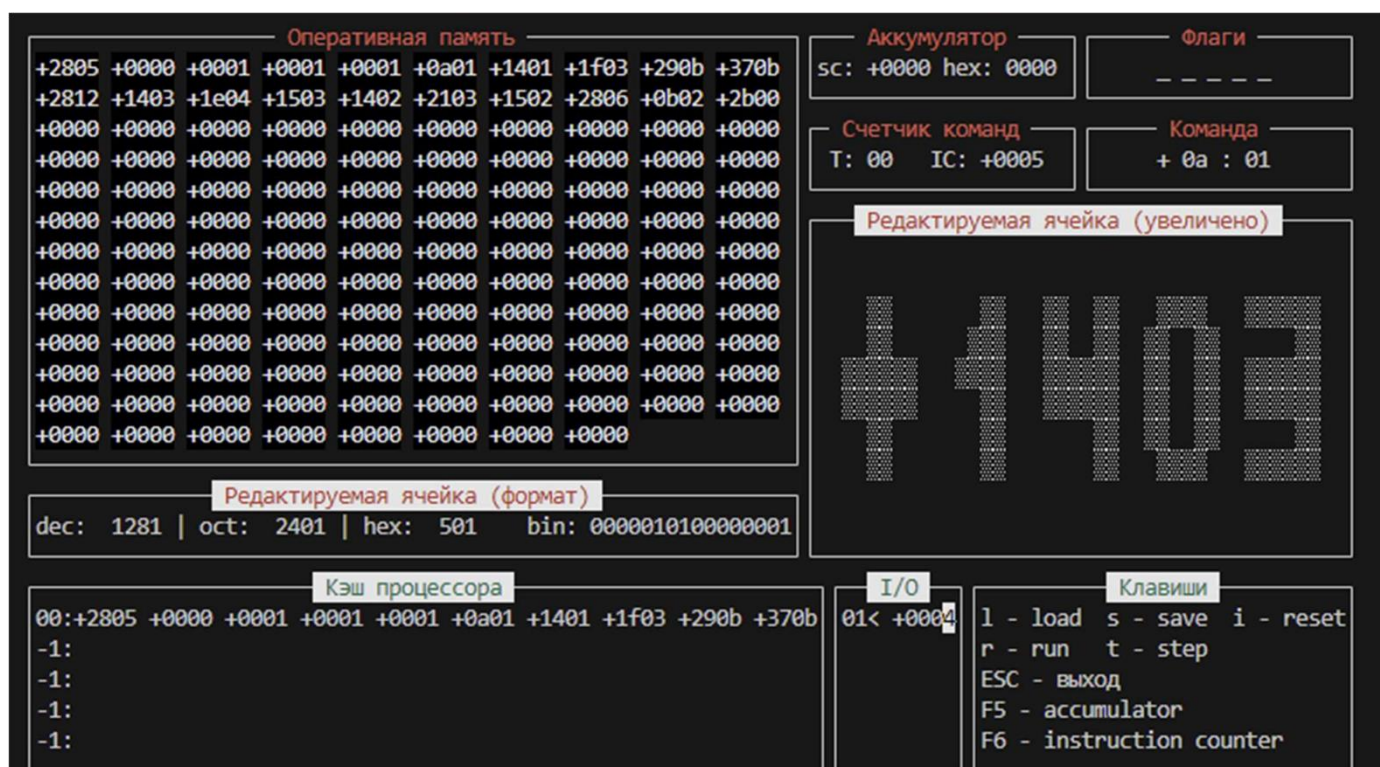 Оперативная память
+2805 +0000 +0001 +0001 +0001 +0a01 +1401 +1f03 +290b +370b
+2812 +1403 +1e04 +1503 +1402 +2103 +1502 +2806 +0b02 +2b00
+0000 +0000 +0000 +0000 +0000 +0000 +0000 +0000 +0000 +0000
+0000 +0000 +0000 +0000 +0000 +0000 +0000 +0000 +0000 +0000
+0000 +0000 +0000 +0000 +0000 +0000 +0000 +0000 +0000 +0000
+0000 +0000 +0000 +0000 +0000 +0000 +0000 +0000 +0000 +0000
+0000 +0000 +0000 +0000 +0000 +0000 +0000 +0000 +0000 +0000
+0000 +0000 +0000 +0000 +0000 +0000 +0000 +0000 +0000 +0000
+0000 +0000 +0000 +0000 +0000 +0000 +0000 +0000 +0000 +0000
+0000 +0000 +0000 +0000 +0000 +0000 +0000 +0000 +0000 +0000
+0000 +0000 +0000 +0000 +0000 +0000 +0000 +0000 +0000 +0000
+0000 +0000 +0000 +0000 +0000 +0000 +0000 +0000 +0000 +0000
+0000 +0000 +0000 +0000 +0000 +0000 +0000 +0000
Аккумулятор
sc: +0000 hex: 0000
Флаги
_ _ _ _ _
Счетчик команд
T: 00 IC: +0005
Команда
+ 0a : 01
Редактируемая ячейка (увеличено)
+1403
Редактируемая ячейка (формат)
dec: 1281 | oct: 2401 | hex: 501 bin: 0000010100000001
Кэш процессора
00:+2805 +0000 +0001 +0001 +0001 +0a01 +1401 +1f03 +290b +370b
-1:
-1:
-1:
-1:
I/O
01< +0004
Клавиши
l - load s - save i - reset
r - run t - step
ESC - выход
F5 - accumulator
F6 - instruction counter